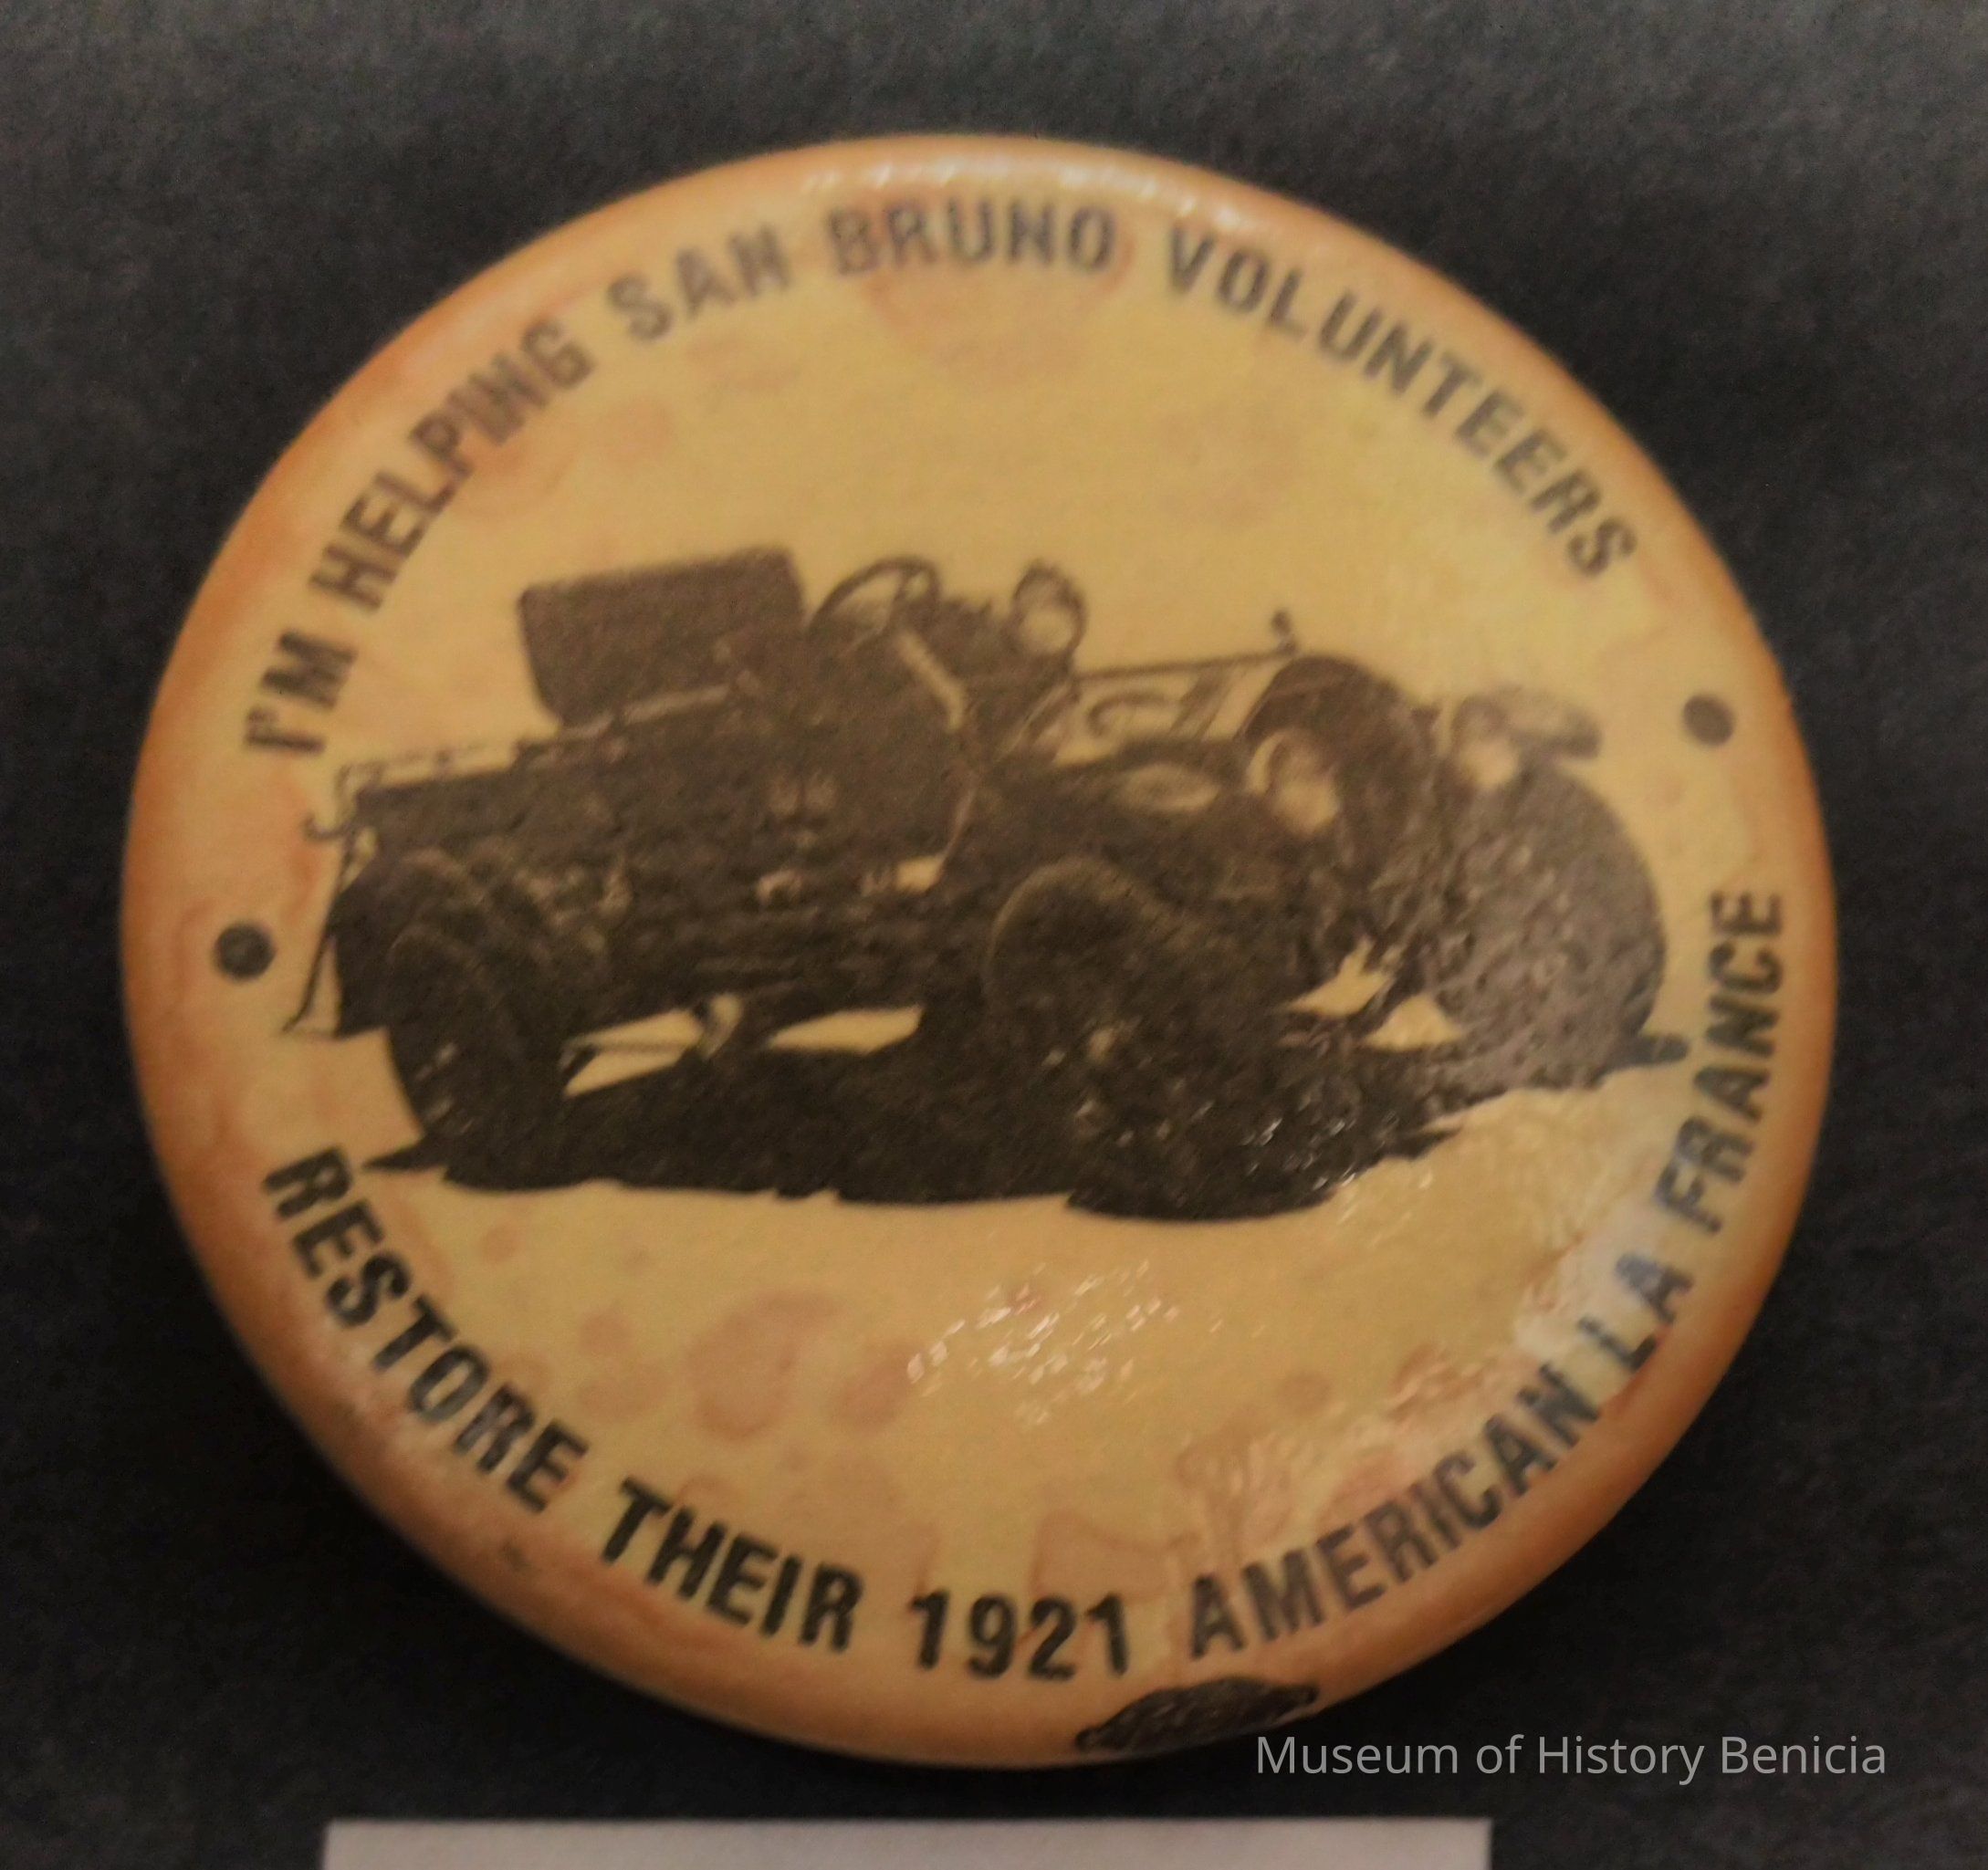 I'M HELPING SAN BRUNO VOLUNTEERS
RESTORE THEIR 1921 AMERICAN LA FRANCE
Museum of History Benicia